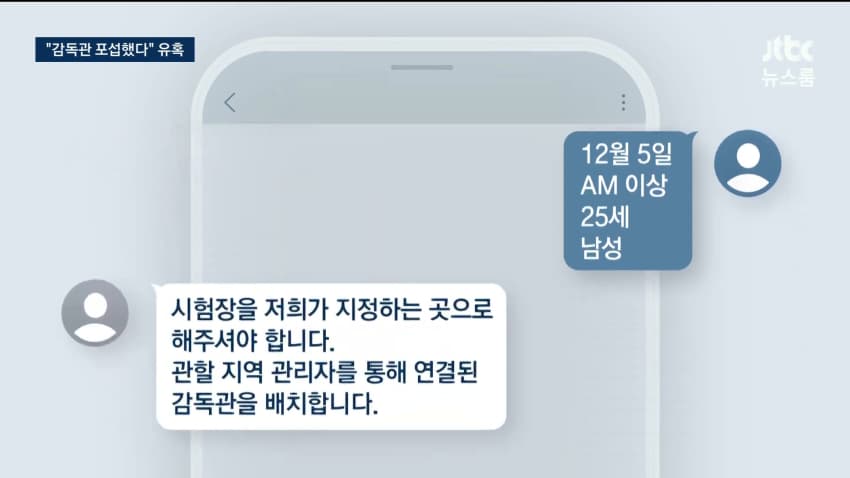 "감독관 포섭했다" 유혹
jtbc
뉴스룸
12월 5일
AM 이상
25세
남성
시험장을 저희가 지정하는 곳으로
해주셔야 합니다.
관할 지역 관리자를 통해 연결된
감독관을 배치합니다.